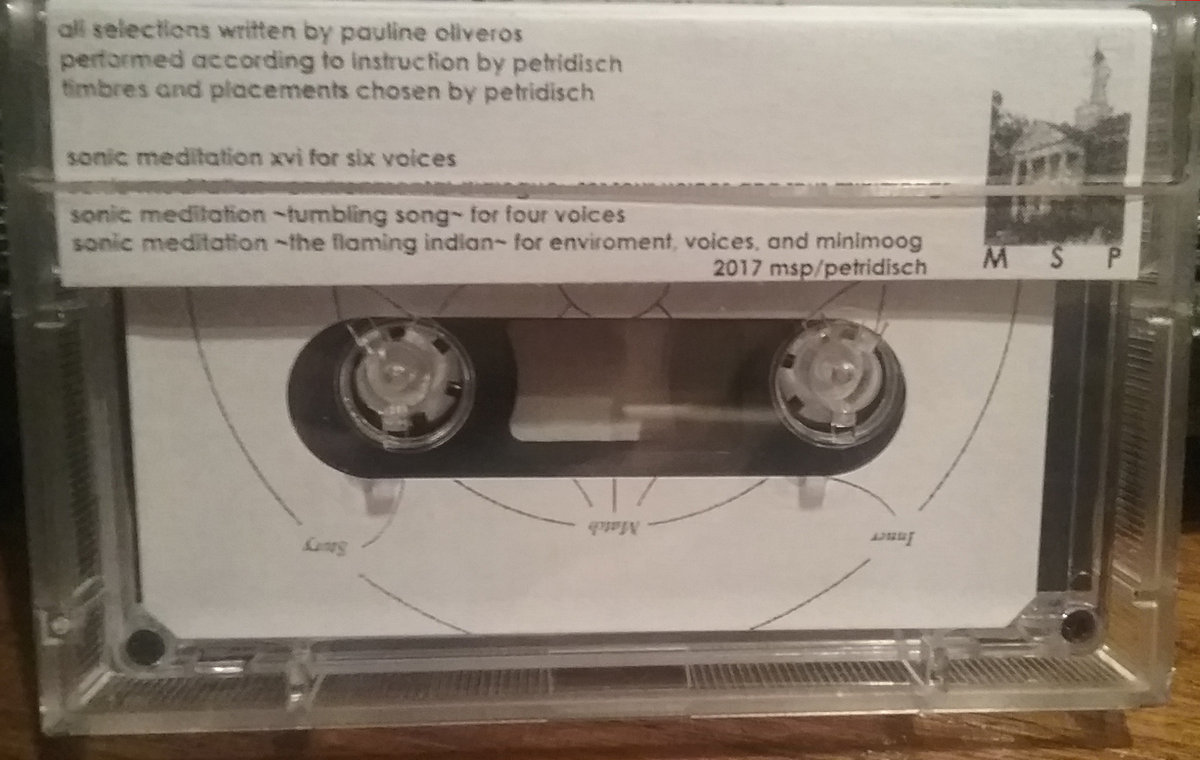 all selections written by pauline oliveros
performed according to instruction by petridisch
timbres and placements chosen by petridisch
sonic meditation xvi for six voices
sonic meditation ~tumbling song~ for four voices
sonic meditation ~the flaming indian~ for enviroment, voices, and minimoog
2017 msp/petridisch
M S P
Match
Story
Inner